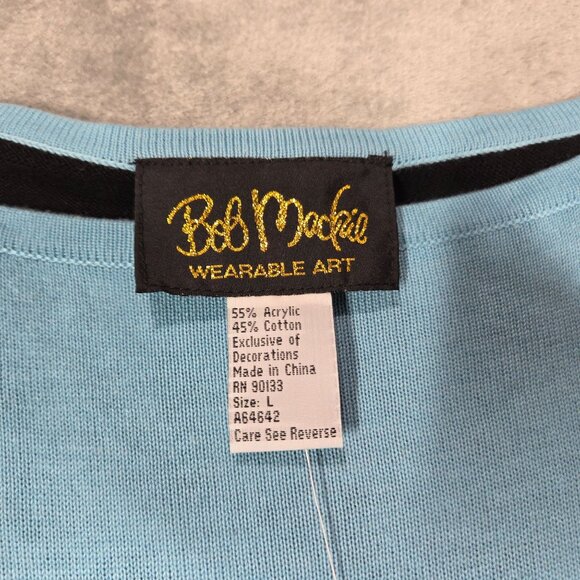 Bob Mackie
WEARABLE ART
55% Acrylic
45% Cotton
Exclusive of
Decorations
Made in China
RN 90133
Size: L
A64642
Care See Reverse